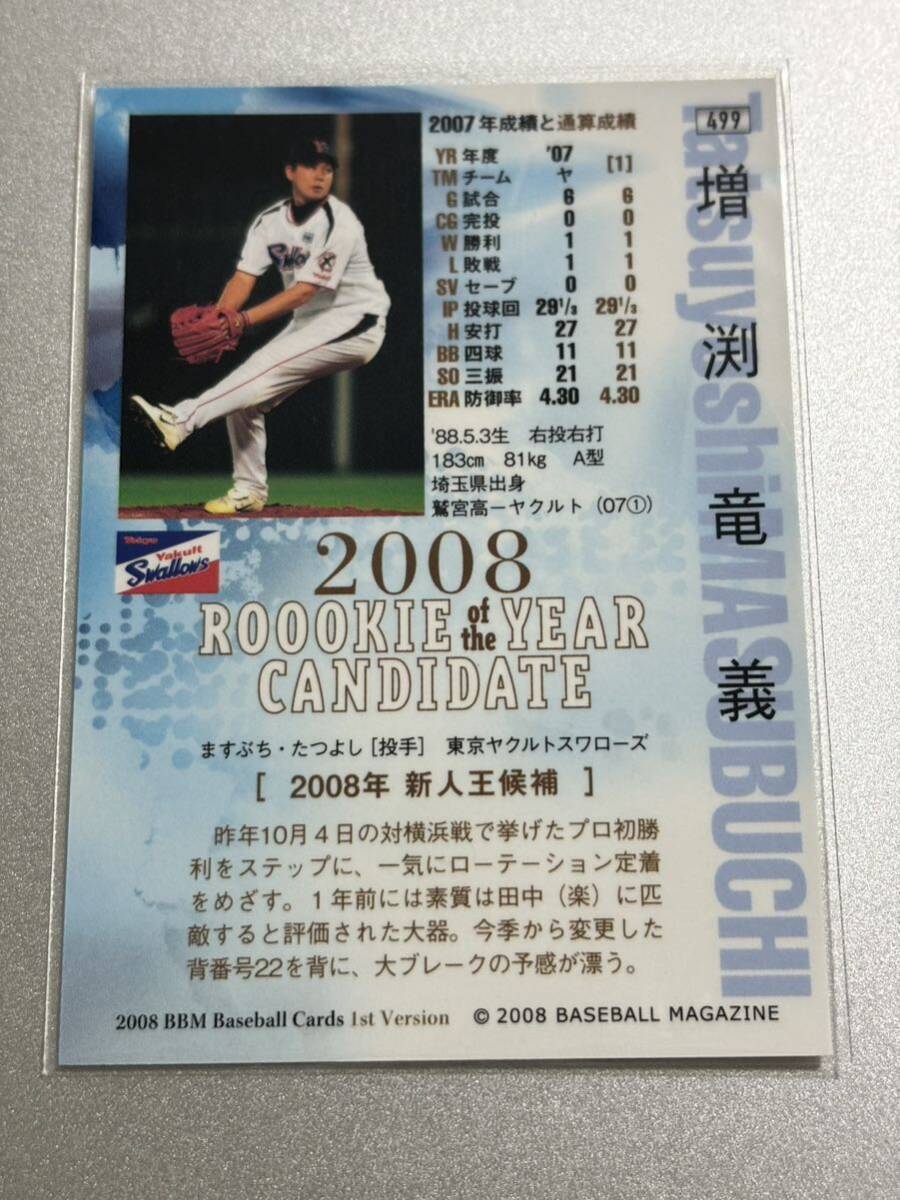 499
Tatsuyoshi MASUBUCHI
増渕竜義
2007年成績と通算成績
YR 年度 '07 [1]
TM チーム ヤ
G 試合 6 6
CG 完投 0 0
W 勝利 1 1
L 敗戦 1 1
SV セーブ 0 0
IP 投球回 29 1/3 29 1/3
H 安打 27 27
BB 四球 11 11
SO 三振 21 21
ERA 防御率 4.30 4.30
'88.5.3生 右投右打
183cm 81kg A型
埼玉県出身
鷲宮高ーヤクルト(07①)
Swallo
Tokyo
Yakult
Swallows
2008
ROOOKIE of the YEAR
CANDIDATE
ますぶち・たつよし[投手] 東京ヤクルトスワローズ
[ 2008年 新人王候補 ]
昨年10月4日の対横浜戦で挙げたプロ初勝
利をステップに、一気にローテーション定着
をめざす。1年前には素質は田中(楽)に匹
敵すると評価された大器。今季から変更した
背番号22を背に、大ブレークの予感が漂う。
2008 BBM Baseball Cards 1st Version © 2008 BASEBALL MAGAZINE